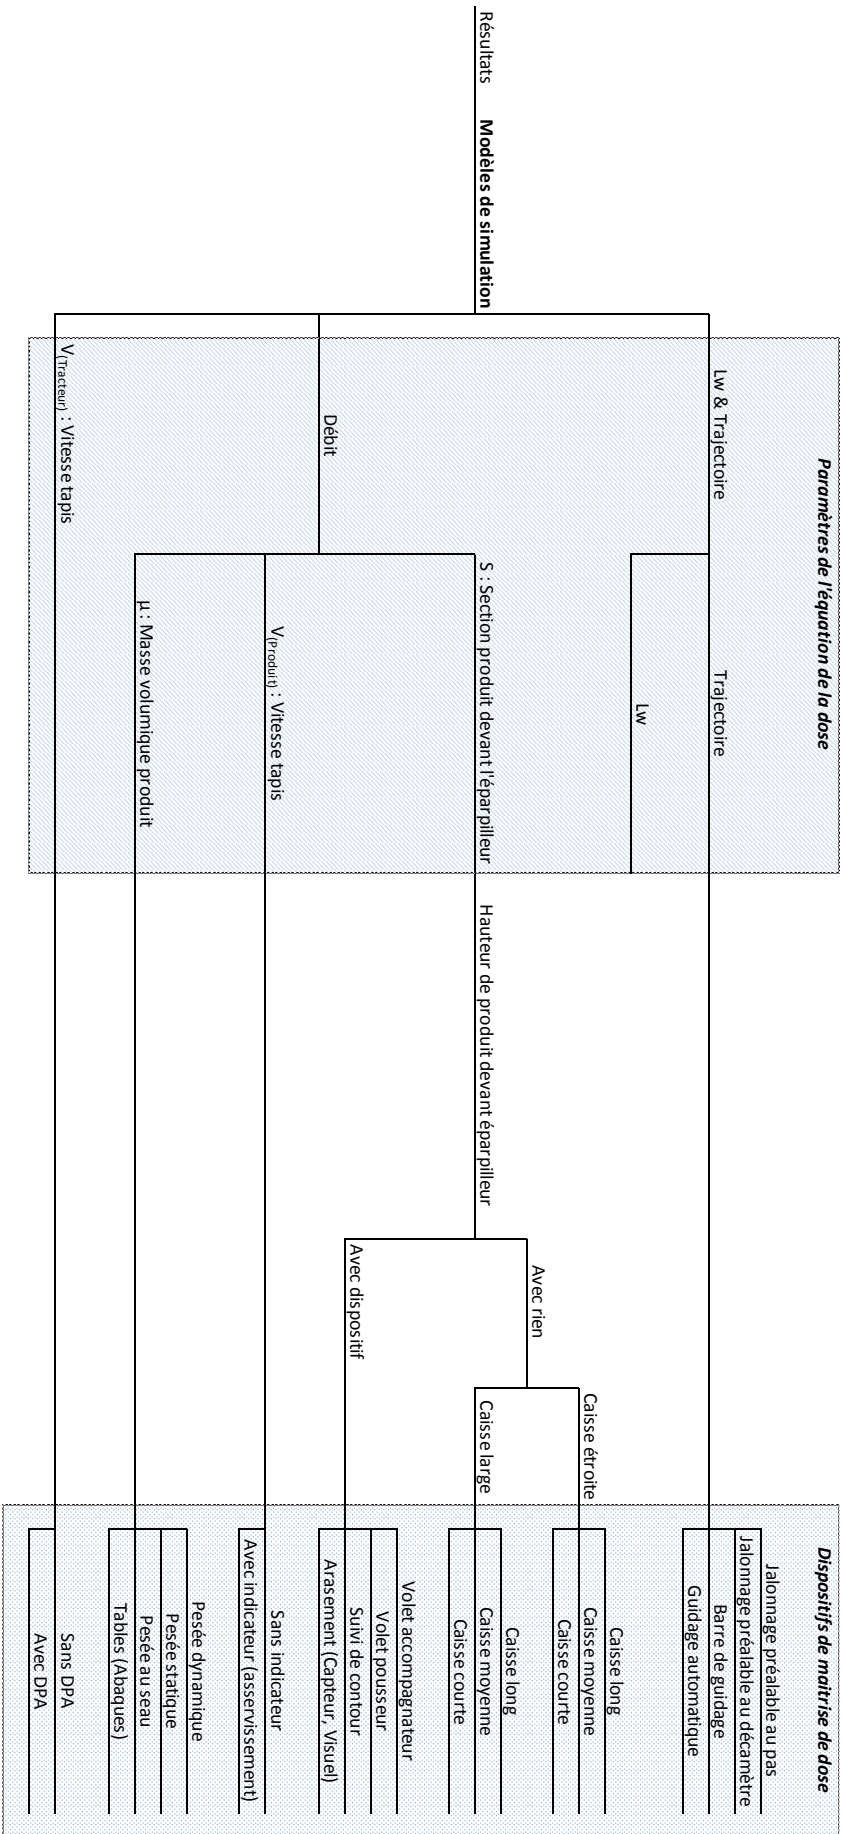 Résultats
Modèles de simulation
Paramètres de l'équation de la dose
Lw & Trajectoire
Trajectoire
Lw
Débit
S : Section produit devant l'éparpilleur
V(Produit) : Vitesse tapis
µ : Masse volumique produit
V(Tracteur) : Vitesse tapis
Hauteur de produit devant éparpilleur
Avec rien
Caisse étroite
Caisse large
Avec dispositif
Dispositifs de maitrise de dose
Jalonnage préalable au pas
Jalonnage préalable au décamètre
Barre de guidage
Guidage automatique
Caisse long
Caisse moyenne
Caisse courte
Caisse long
Caisse moyenne
Caisse courte
Volet accompagnateur
Volet pousseur
Suivi de contour
Arasement (Capteur, Visuel)
Sans indicateur
Avec indicateur (asservissement)
Pesée dynamique
Pesée statique
Pesée au seau
Tables (Abaques)
Sans DPA
Avec DPA